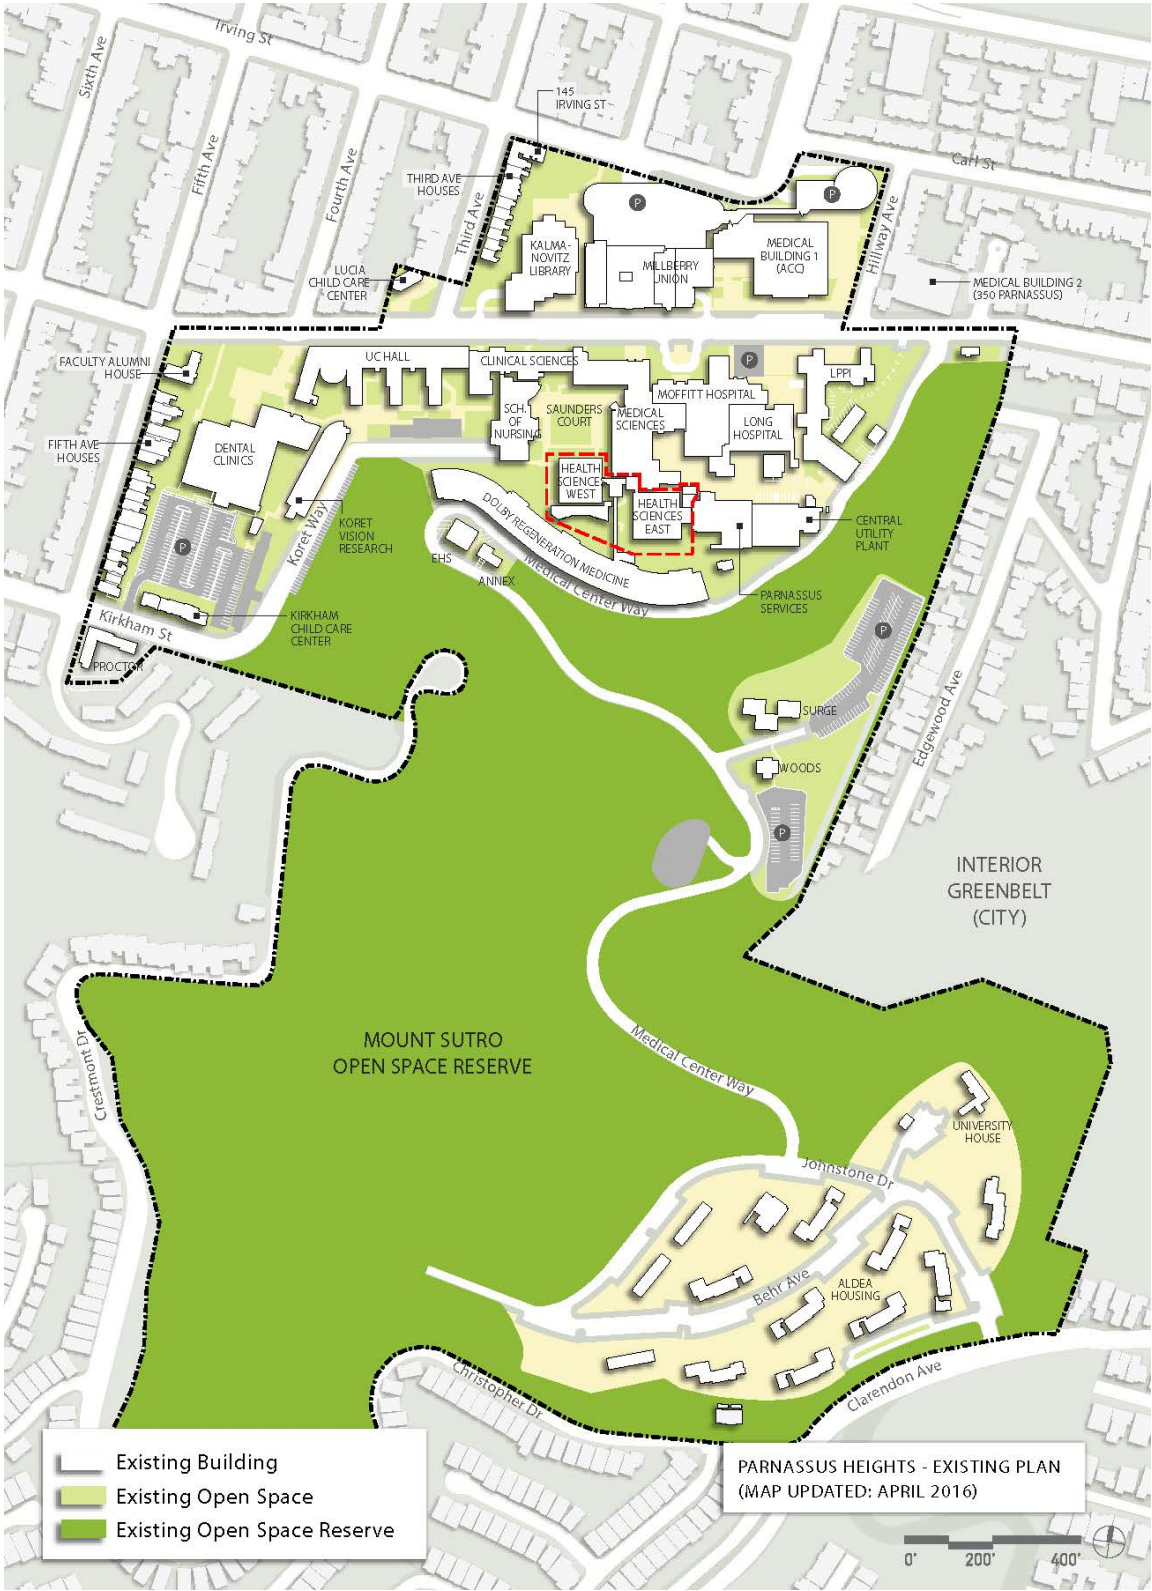 Irving St
Sixth Ave
Fifth Ave
Fourth Ave
Third Ave
145
IRVING ST
THIRD AVE
HOUSES
Carl St
Hillway Ave
P
P
KALMA-
NOVITZ
LIBRARY
MILLBERRY
UNION
MEDICAL
BUILDING 1
(ACC)
LUCIA
CHILD CARE
CENTER
MEDICAL BUILDING 2
(350 PARNASSUS)
FACULTY ALUMNI
HOUSE
UC HALL
CLINICAL SCIENCES
P
LPPI
MOFFITT HOSPITAL
SCH.
OF
NURSING
SAUNDERS
COURT
MEDICAL
SCIENCES
LONG
HOSPITAL
FIFTH AVE
HOUSES
DENTAL
CLINICS
HEALTH
SCIENCES
WEST
HEALTH
SCIENCES
EAST
DOLBY REGENERATION MEDICINE
KORET
VISION
RESEARCH
Koret Way
P
CENTRAL
UTILITY
PLANT
EHS
ANNEX
Medical Center Way
PARNASSUS
SERVICES
Kirkham St
KIRKHAM
CHILD CARE
CENTER
PROCTOR
P
SURGE
Edgewood Ave
WOODS
P
INTERIOR
GREENBELT
(CITY)
MOUNT SUTRO
OPEN SPACE RESERVE
Medical Center Way
Crestmont Dr
UNIVERSITY
HOUSE
Johnstone Dr
Behr Ave
ALDEA
HOUSING
Christopher Dr
Clarendon Ave
Existing Building
Existing Open Space
Existing Open Space Reserve
PARNASSUS HEIGHTS - EXISTING PLAN
(MAP UPDATED: APRIL 2016)
0' 200' 400'